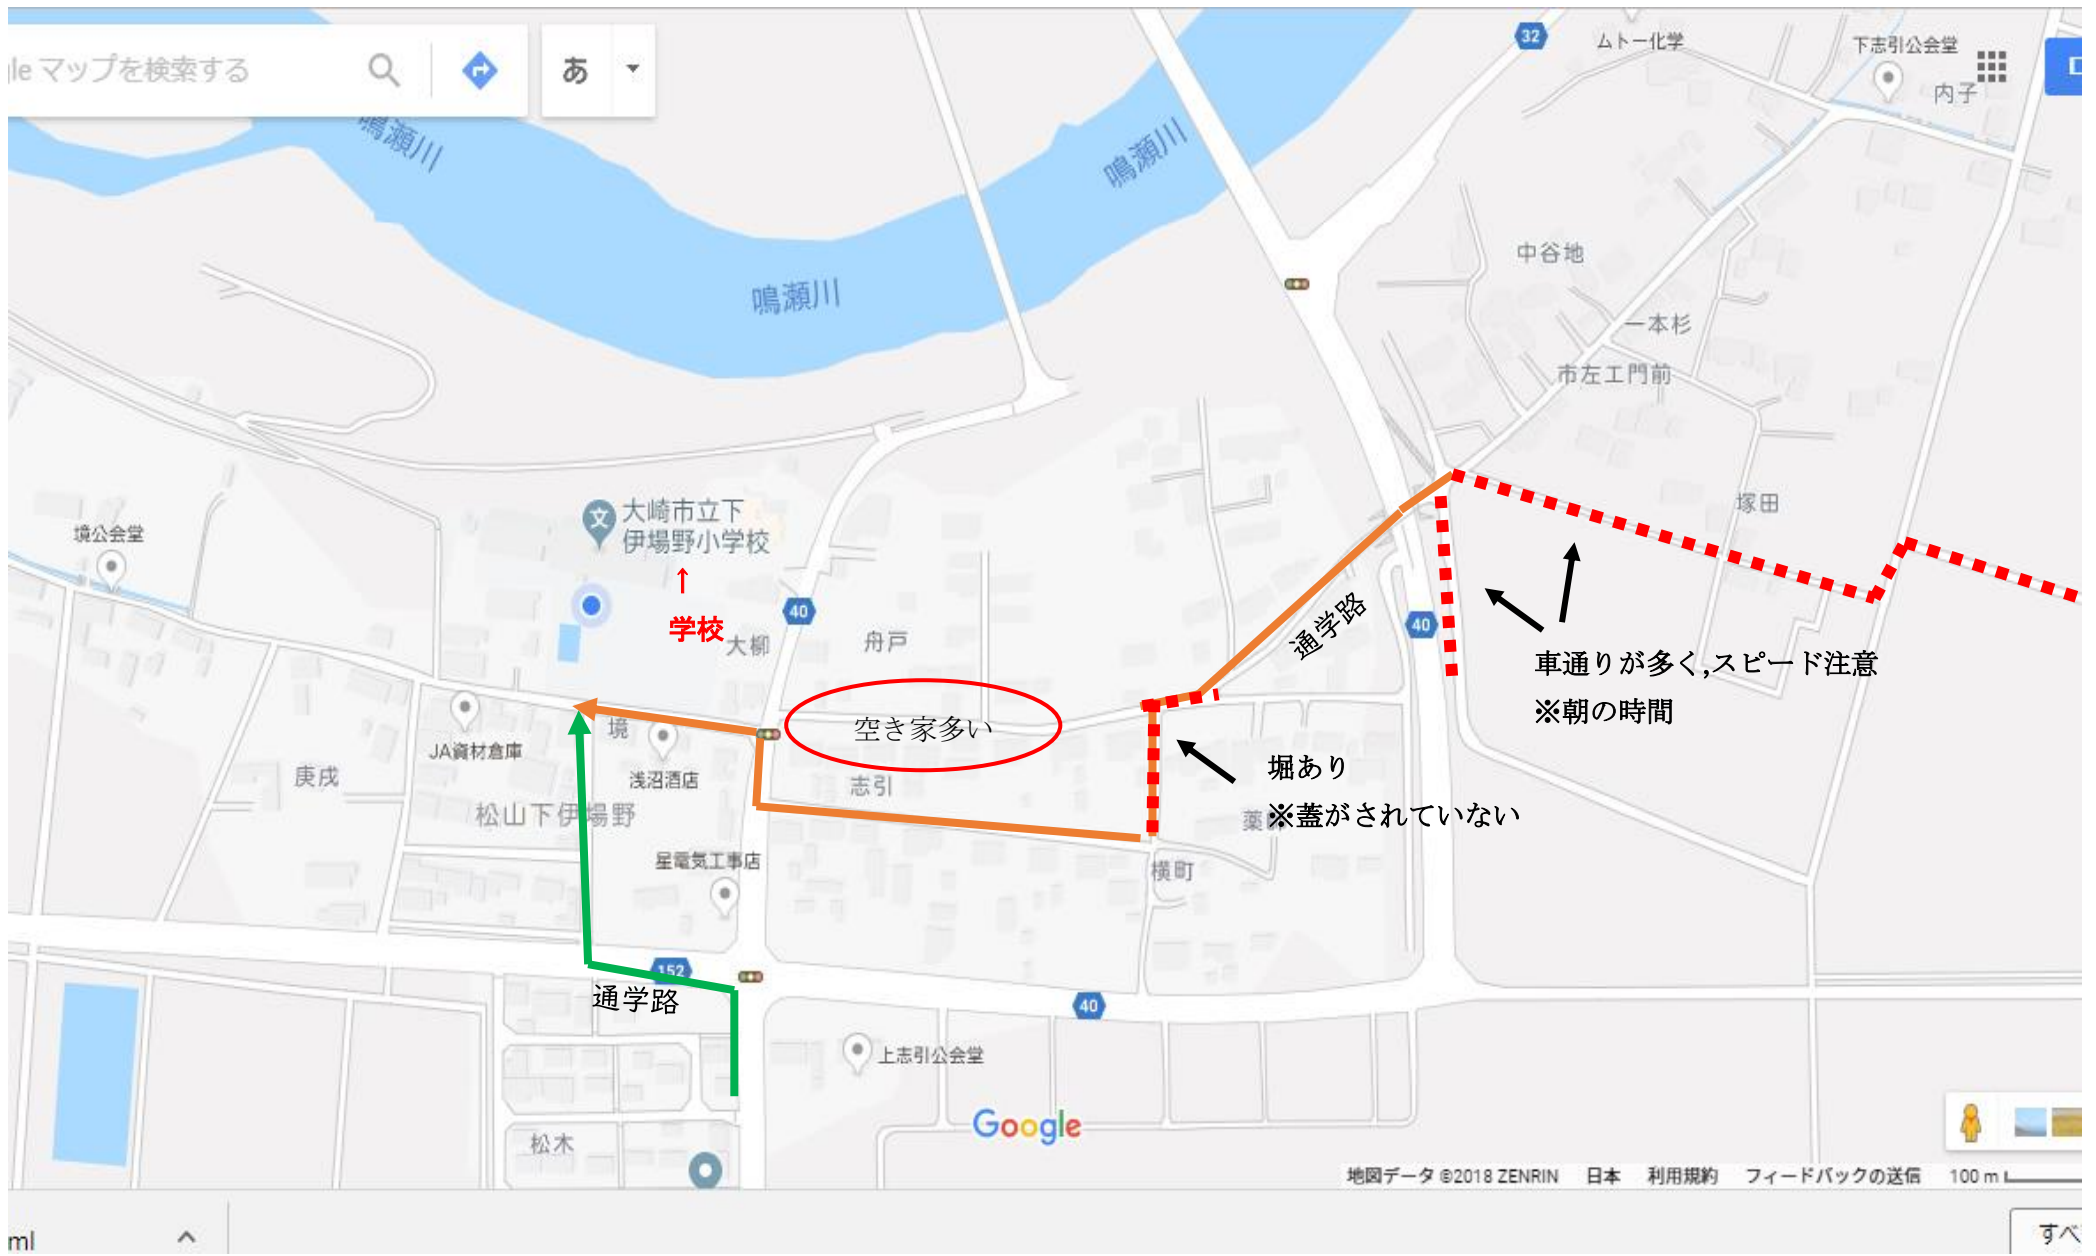 le マップを検索する
あ
32
ムトー化学
下志引公会堂
内子
鳴瀬川
鳴瀬川
鳴瀬川
中谷地
一本杉
市左エ門前
塚田
境公会堂
文
大崎市立下
伊場野小学校
↑
学校
大柳
40
舟戸
通学路
40
車通りが多く,スピード注意
※朝の時間
空き家多い
境
JA資材倉庫
浅沼酒店
庚戌
志引
松山下伊場野
堀あり
※蓋がされていない
薬
星電気工事店
横町
152
通学路
40
上志引公会堂
Google
松木
地図データ ©2018 ZENRIN 日本 利用規約 フィードバックの送信 100 m
ml
すべ